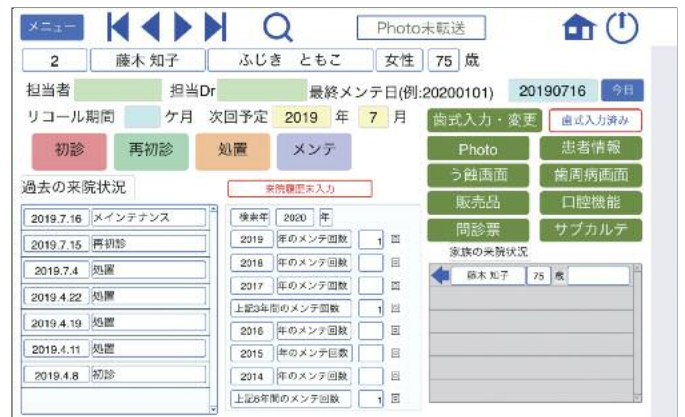 メニュー Photo未転送
2 藤木 知子 ふじき ともこ 女性 75 歳
担当者 担当Dr 最終メンテ日(例:20200101) 20190716 今日
リコール期間 ケ月 次回予定 2019 年 7 月 歯式入力・変更 歯式入力済み
初診 再初診 処置 メンテ
Photo 患者情報
う蝕画面 歯周病画面
販売品 口腔機能
問診票 サブカルテ
過去の来院状況 来院履歴未入力
2019.7.16 メインテナンス
2019.7.15 再初診
2019.7.4 処置
2019.4.22 処置
2019.4.19 処置
2019.4.11 処置
2019.4.8 初診
検索年 2020 年
2019 年のメンテ回数 1 回
2018 年のメンテ回数 回
2017 年のメンテ回数 回
上記3年間のメンテ回数 1 回
2016 年のメンテ回数 回
2015 年のメンテ回数 回
2014 年のメンテ回数 回
上記6年間のメンテ回数 1 回
家族の来院状況
藤木 知子 75 歳